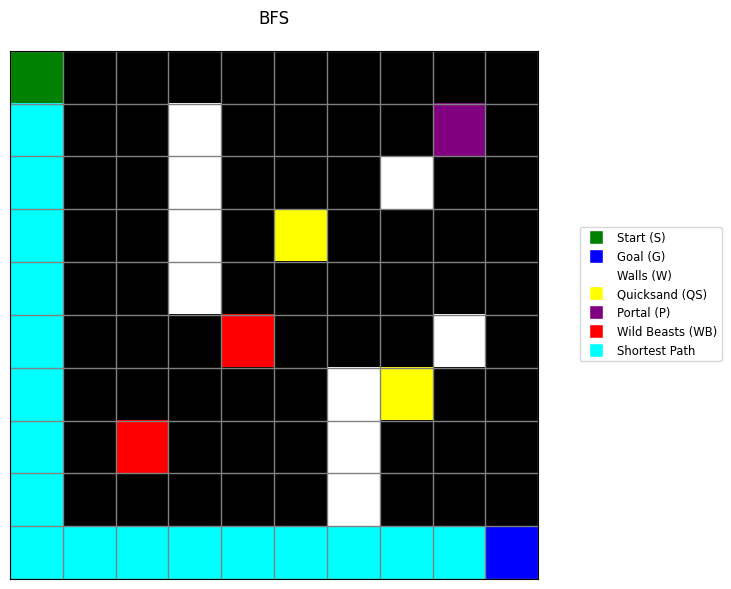 BFS
Start (S)
Goal (G)
Walls (W)
Quicksand (QS)
Portal (P)
Wild Beasts (WB)
Shortest Path